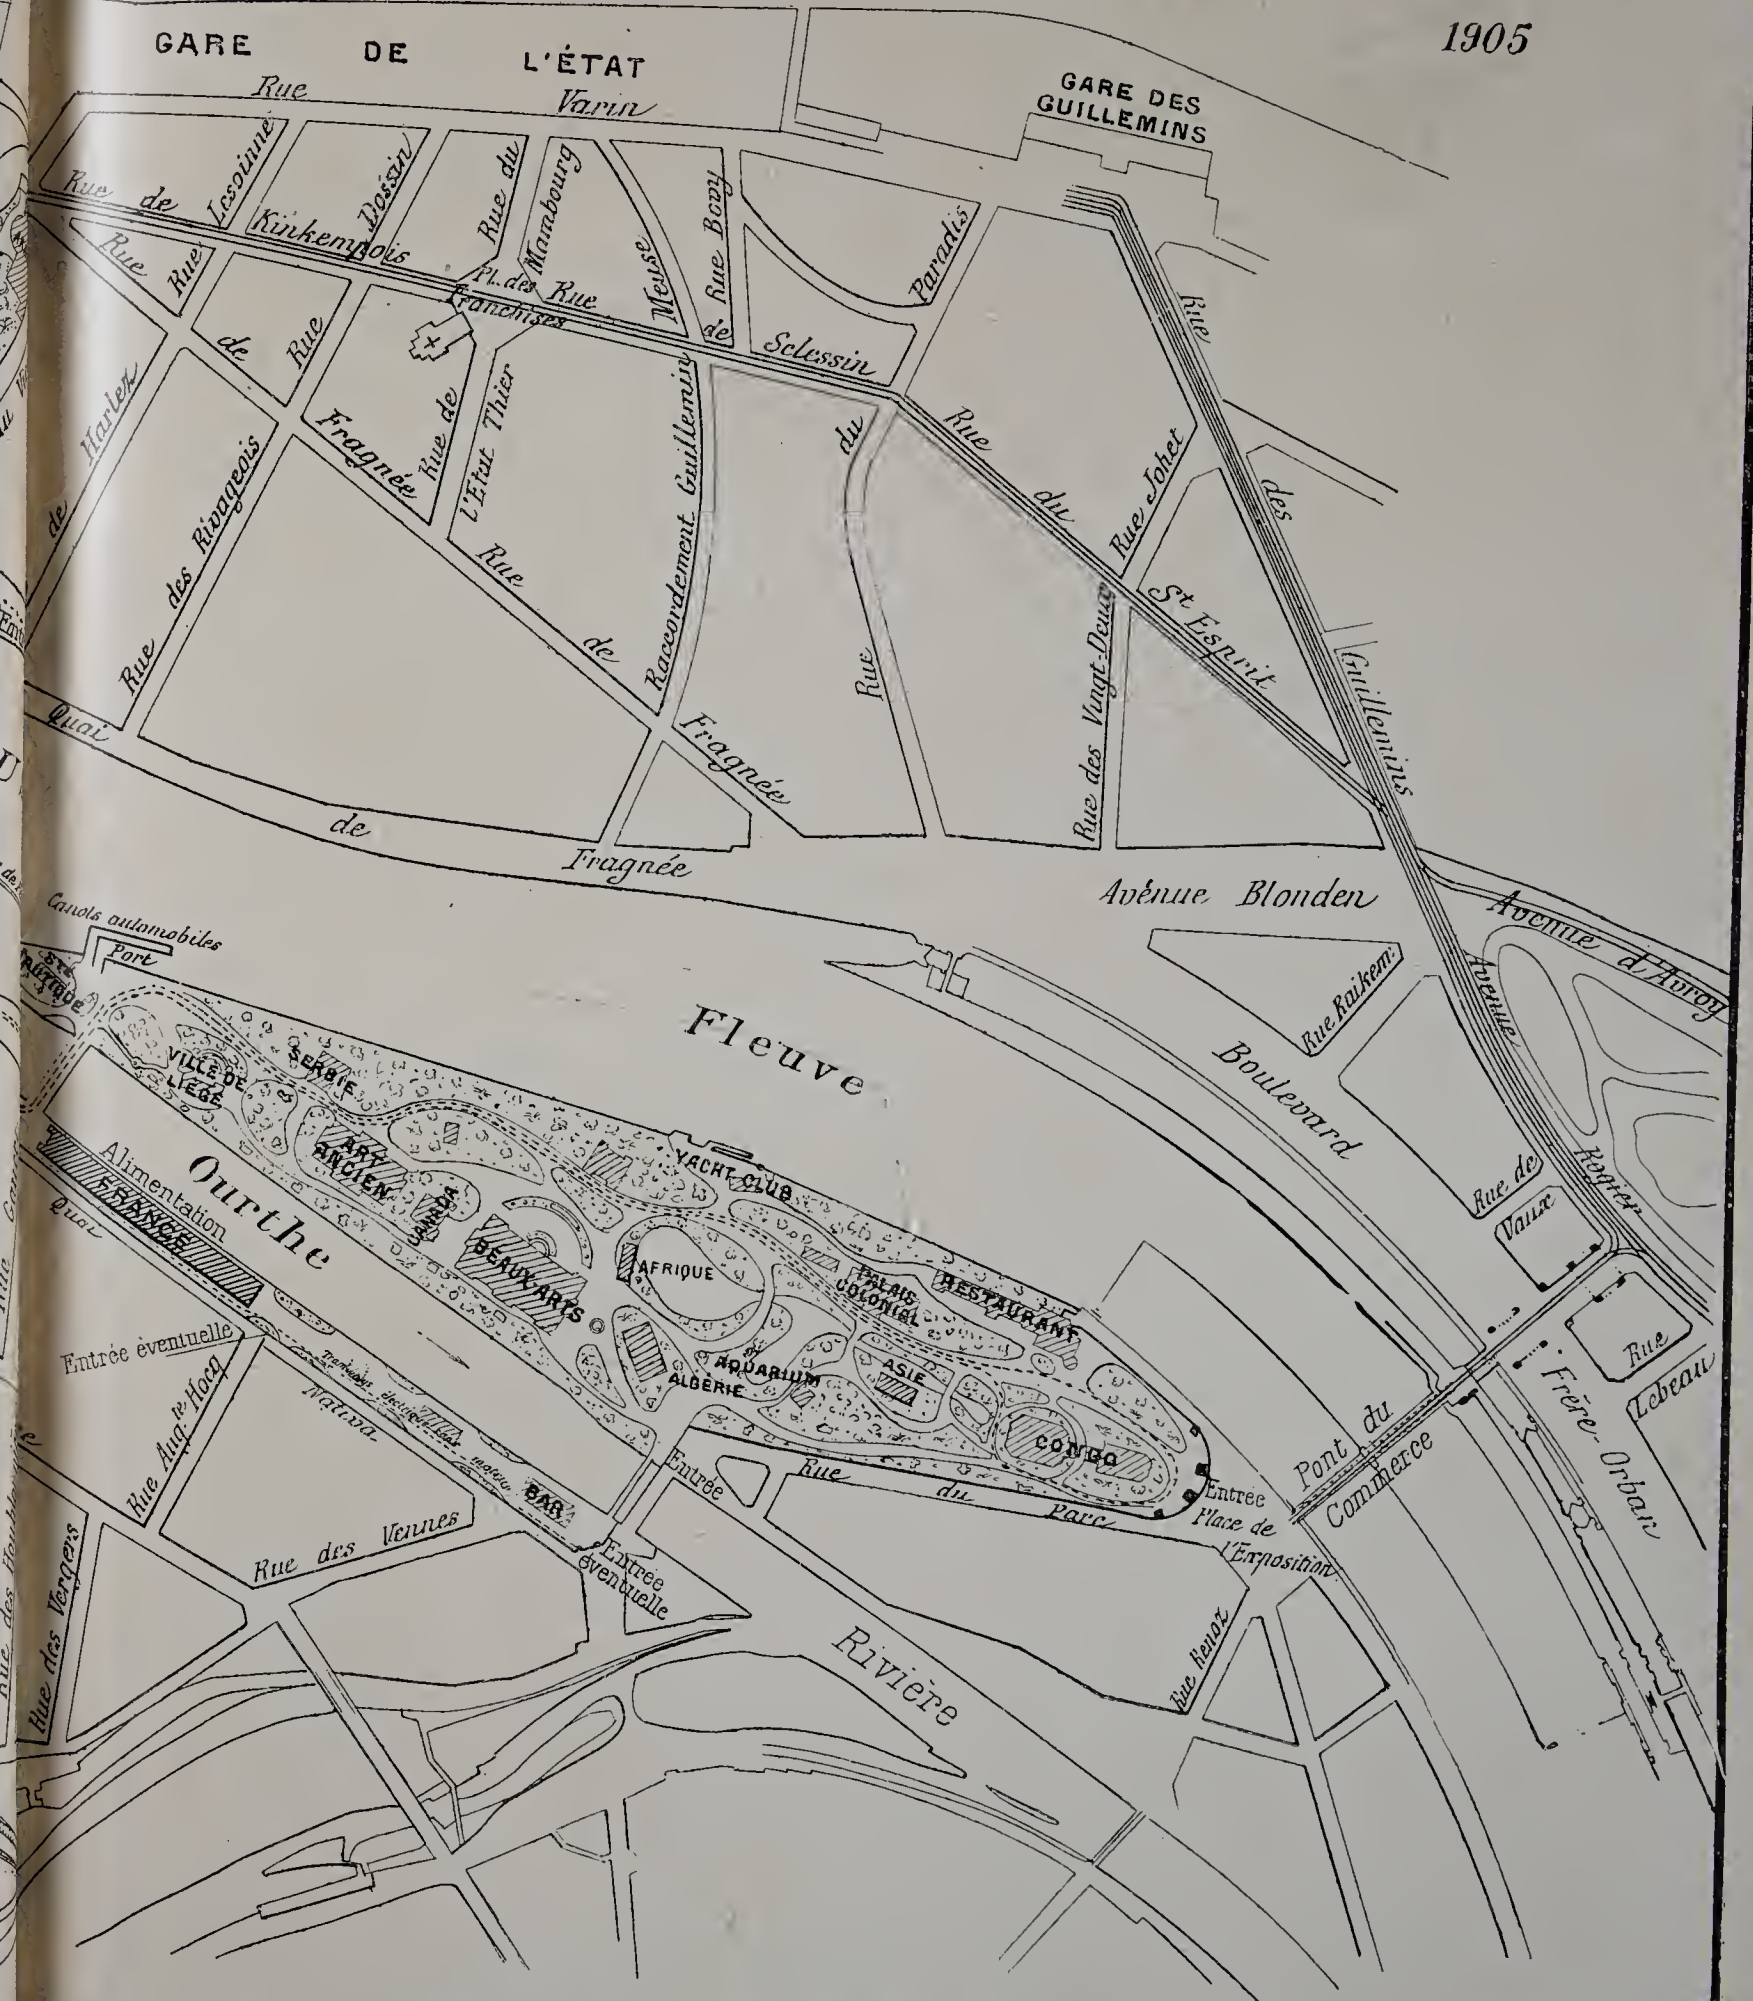 1905
GARE DE L'ÉTAT
GARE DES
GUILLEMINS
Rue Varin
Rue de Kinkempois
Rue Lesoinne
Rue Dossin
Rue du
Mambourg
Meuse
Rue Bovy
Paradis
Pl. des
Franchises
Rue de Sclessin
Rue des Guillemins
Rue de Fragnée
de Harlez
Rue des Rivageois
Rue de
l'Etat Thier
Raccordement Guillemin
Rue du
Rue du St Esprit
Rue Johet
Rue des Vingt-Deux
Rue de Fragnée
Quai de Fragnée
Avenue Blonden
Avenue d'Avroy
Avenue Rogier
Rue Raikem
Boulevard
Frère-Orban
Rue de
Vaux
Rue
Lebeau
Canots automobiles
Port
Fleuve
VILLE DE
LIÉGE
SERBIE
ART
ANCIEN
CANADA
YACHT CLUB
BEAUX-ARTS
AFRIQUE
PALAIS
COLONIAL
RESTAURANT
AQUARIUM
ALGÉRIE
ASIE
CONGO
Alimentation
FRANCE
Ourthe
Quai
Entrée éventuelle
Rue Aug.te Hocq
BAR
Entrée
Rue du Parc
Entrée
Place de
l'Exposition
Pont du
Commerce
Rue des Vennes
Rue des Vergers
Entrée
éventuelle
Rivière
Rue Renoz